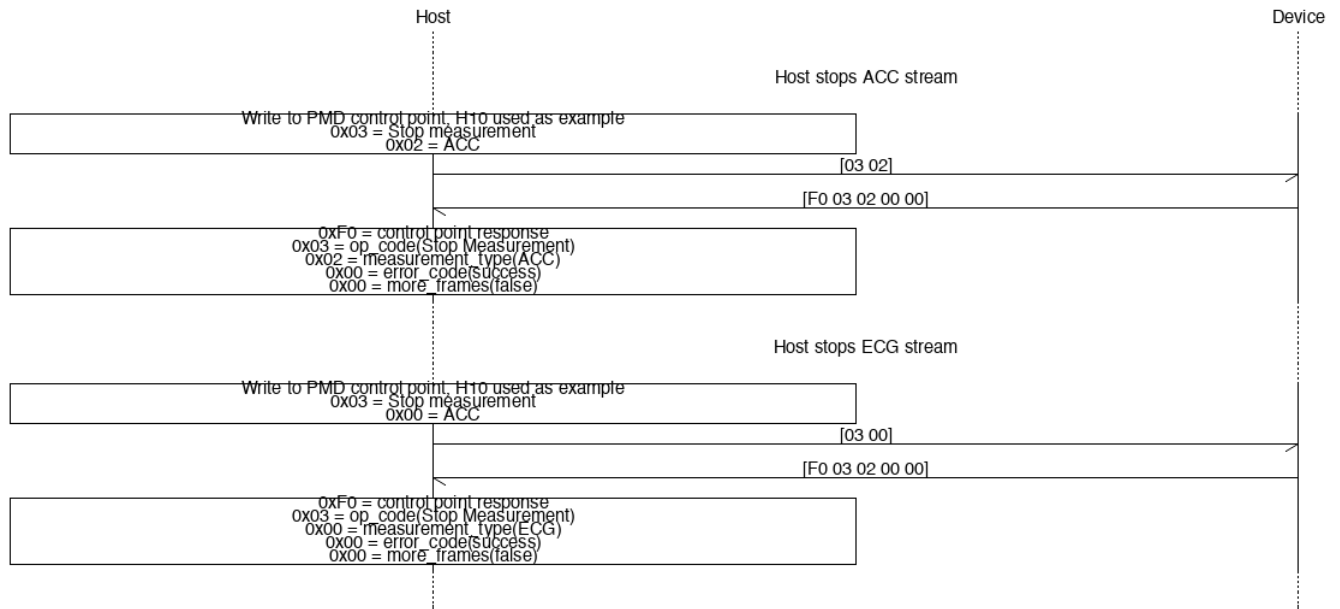 Host
Device
Host stops ACC stream
Write to PMD control point, H10 used as example
0x03 = Stop measurement
0x02 = ACC
[03 02]
[F0 03 02 00 00]
0xF0 = control point response
0x03 = op_code(Stop Measurement)
0x02 = measurement_type(ACC)
0x00 = error_code(success)
0x00 = more_frames(false)
Host stops ECG stream
Write to PMD control point, H10 used as example
0x03 = Stop measurement
0x00 = ACC
[03 00]
[F0 03 02 00 00]
0xF0 = control point response
0x03 = op_code(Stop Measurement)
0x00 = measurement_type(ECG)
0x00 = error_code(success)
0x00 = more_frames(false)